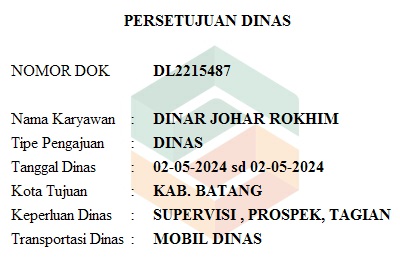 PERSETUJUAN DINAS
NOMOR DOK DL2215487
Nama Karyawan : DINAR JOHAR ROKHIM
Tipe Pengajuan : DINAS
Tanggal Dinas : 02-05-2024 sd 02-05-2024
Kota Tujuan : KAB. BATANG
Keperluan Dinas : SUPERVISI , PROSPEK, TAGIAN
Transportasi Dinas : MOBIL DINAS